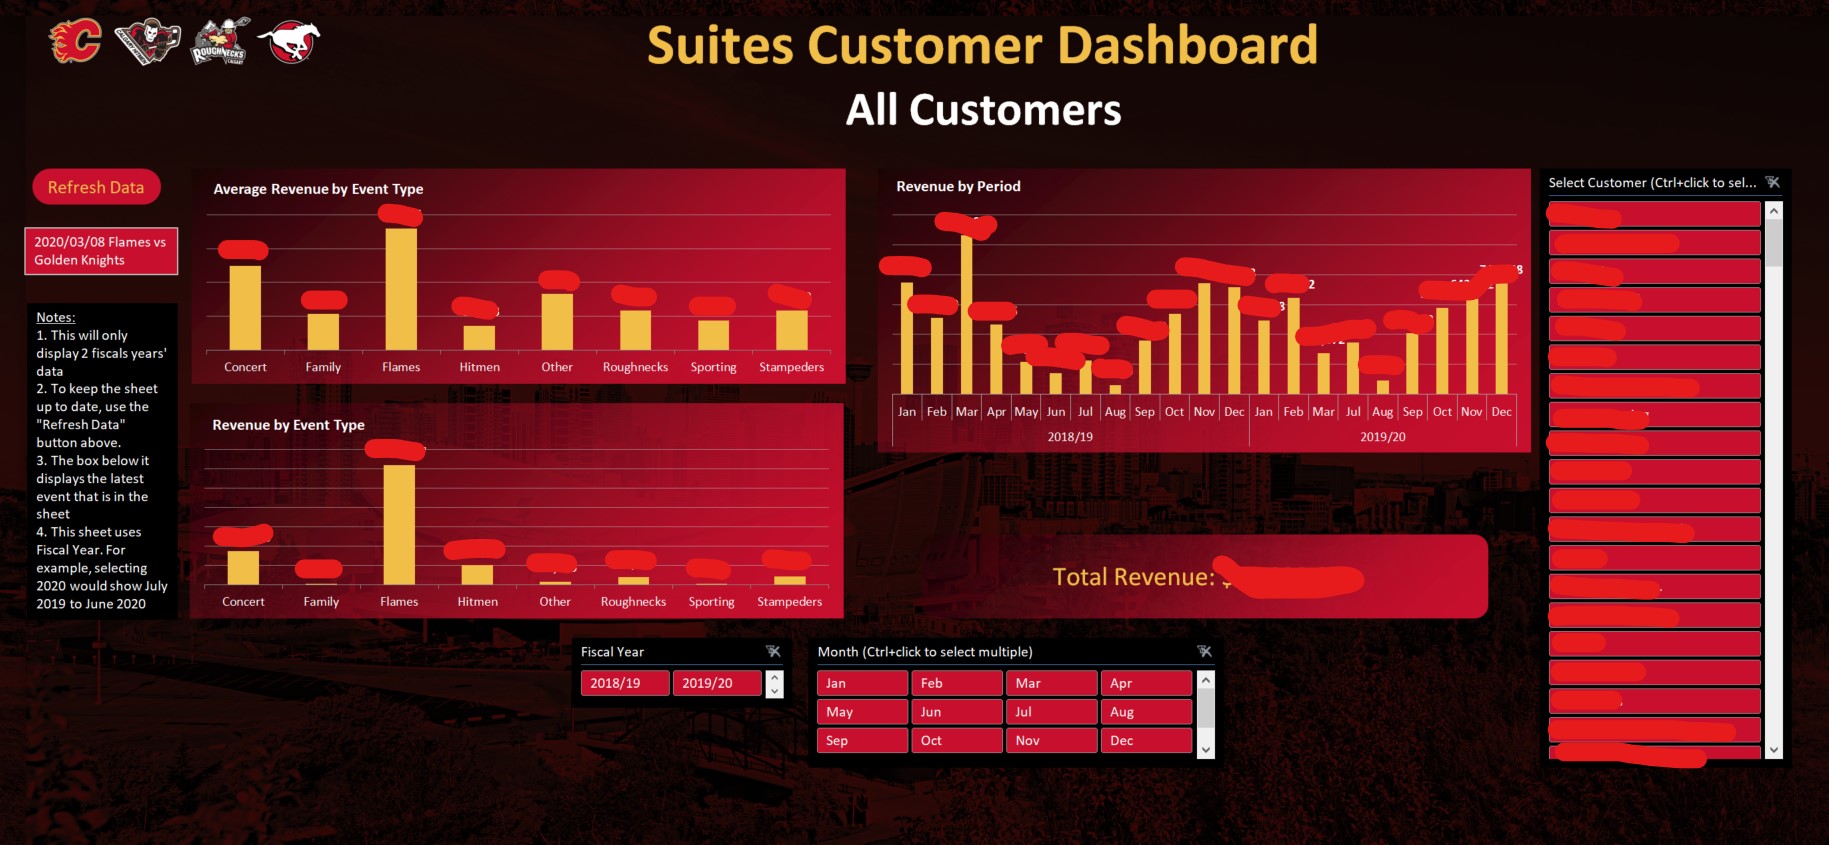 Suites Customer Dashboard
All Customers
Refresh Data
2020/03/08 Flames vs
Golden Knights
Notes:
1. This will only
display 2 fiscals years'
data
2. To keep the sheet
up to date, use the
"Refresh Data"
button above.
3. The box below it
displays the latest
event that is in the
sheet
4. This sheet uses
Fiscal Year. For
example, selecting
2020 would show July
2019 to June 2020
Average Revenue by Event Type
Concert Family Flames Hitmen Other Roughnecks Sporting Stampeders
Revenue by Event Type
Concert Family Flames Hitmen Other Roughnecks Sporting Stampeders
Revenue by Period
Jan Feb Mar Apr May Jun Jul Aug Sep Oct Nov Dec Jan Feb Mar Jul Aug Sep Oct Nov Dec
2018/19 2019/20
Total Revenue:
Select Customer (Ctrl+click to sel...
Fiscal Year
2018/19 2019/20
Month (Ctrl+click to select multiple)
Jan Feb Mar Apr
May Jun Jul Aug
Sep Oct Nov Dec